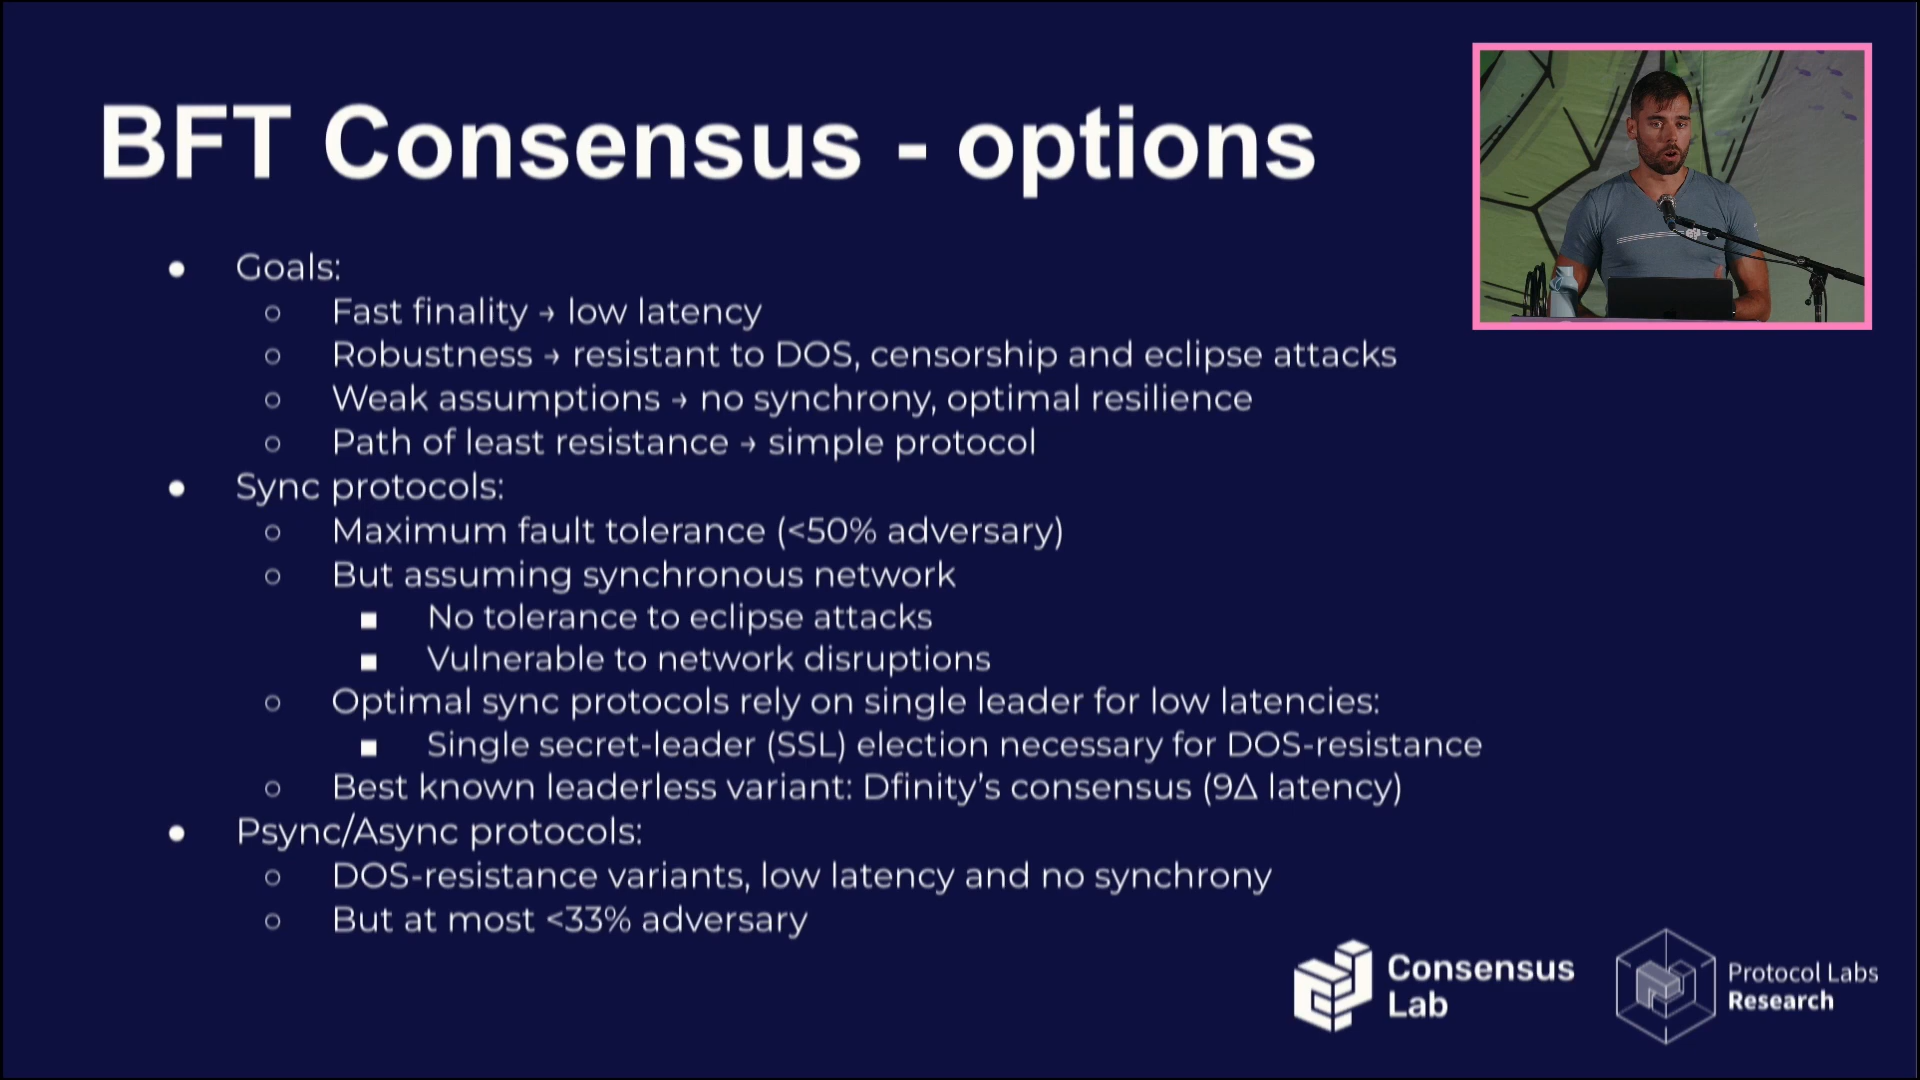 BFT Consensus - options
● Goals:
○ Fast finality → low latency
○ Robustness → resistant to DOS, censorship and eclipse attacks
○ Weak assumptions → no synchrony, optimal resilience
○ Path of least resistance → simple protocol
● Sync protocols:
○ Maximum fault tolerance (<50% adversary)
○ But assuming synchronous network
■ No tolerance to eclipse attacks
■ Vulnerable to network disruptions
○ Optimal sync protocols rely on single leader for low latencies:
■ Single secret-leader (SSL) election necessary for DOS-resistance
○ Best known leaderless variant: Dfinity’s consensus (9Δ latency)
● Psync/Async protocols:
○ DOS-resistance variants, low latency and no synchrony
○ But at most <33% adversary
Consensus
Lab
Protocol Labs
Research